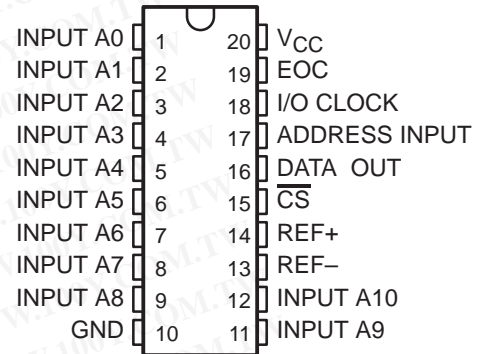 INPUT A0 1 20 VCC
INPUT A1 2 19 EOC
INPUT A2 3 18 I/O CLOCK
INPUT A3 4 17 ADDRESS INPUT
INPUT A4 5 16 DATA OUT
INPUT A5 6 15 C̅S̅
INPUT A6 7 14 REF+
INPUT A7 8 13 REF–
INPUT A8 9 12 INPUT A10
GND 10 11 INPUT A9